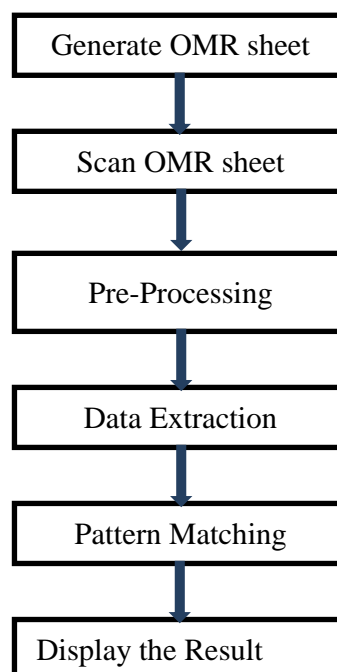 Generate OMR sheet
Scan OMR sheet
Pre-Processing
Data Extraction
Pattern Matching
Display the Result